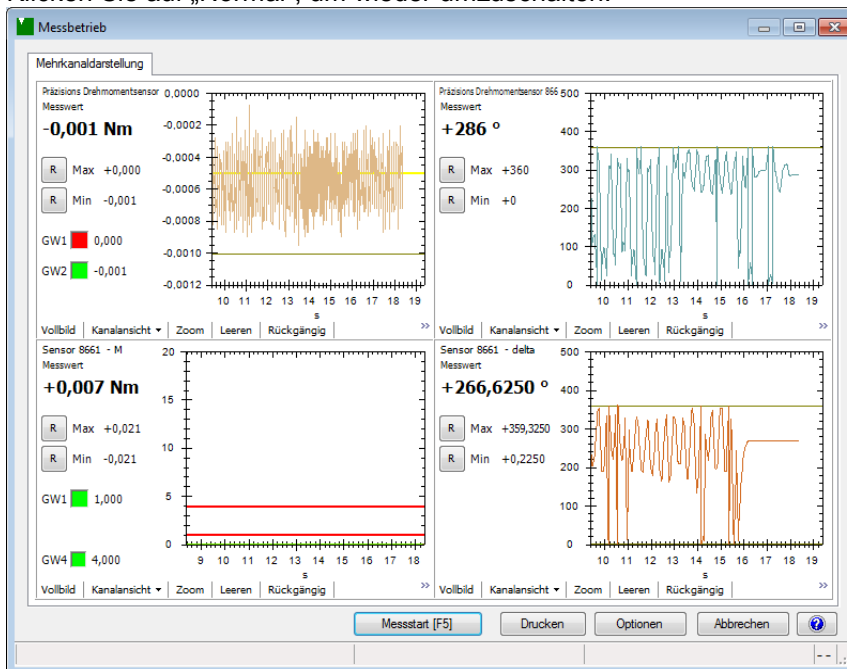 Klicken Sie auf „Normal“, um wieder umzuschalten.
Messbetrieb
Mehrkanaldarstellung
Präzisions Drehmomentsensor
Messwert
-0,001 Nm
R Max +0,000
R Min -0,001
GW1 0,000
GW2 -0,001
0,0000
-0,0002
-0,0004
-0,0006
-0,0008
-0,0010
-0,0012
10 11 12 13 14 15 16 17 18 19
s
Vollbild Kanalansicht Zoom Leeren Rückgängig »
Präzisions Drehmomentsensor 866
Messwert
+286 °
R Max +360
R Min +0
500
400
300
200
100
0
10 11 12 13 14 15 16 17 18 19
s
Vollbild Kanalansicht Zoom Leeren Rückgängig »
Sensor 8661 - M
Messwert
+0,007 Nm
R Max +0,021
R Min -0,021
GW1 1,000
GW4 4,000
20
15
10
5
0
9 10 11 12 13 14 15 16 17 18
s
Vollbild Kanalansicht Zoom Leeren Rückgängig »
Sensor 8661 - delta
Messwert
+266,6250 °
R Max +359,3250
R Min +0,2250
500
400
300
200
100
0
10 11 12 13 14 15 16 17 18 19
s
Vollbild Kanalansicht Zoom Leeren Rückgängig »
Messstart [F5] Drucken Optionen Abbrechen ?
--